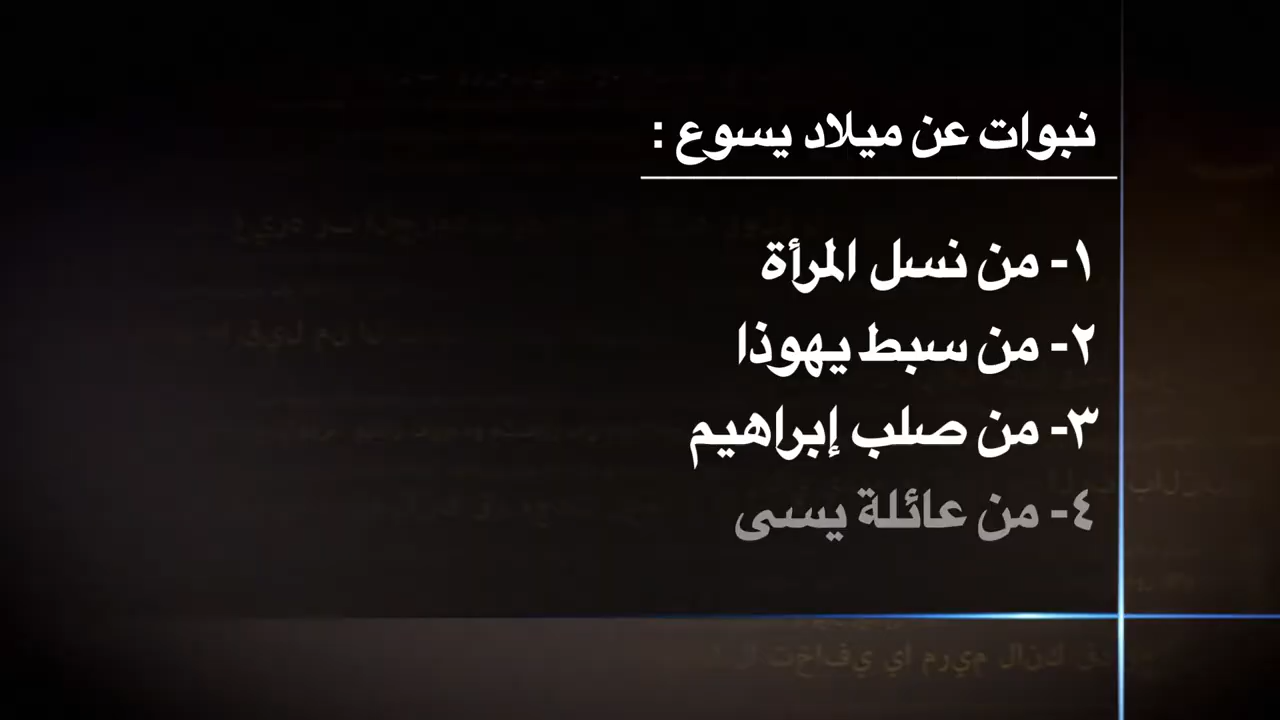 نبوات عن ميلاد يسوع :
١- من نسل المرأة
٢- من سبط يهوذا
٣- من صلب إبراهيم
٤- من عائلة يسى